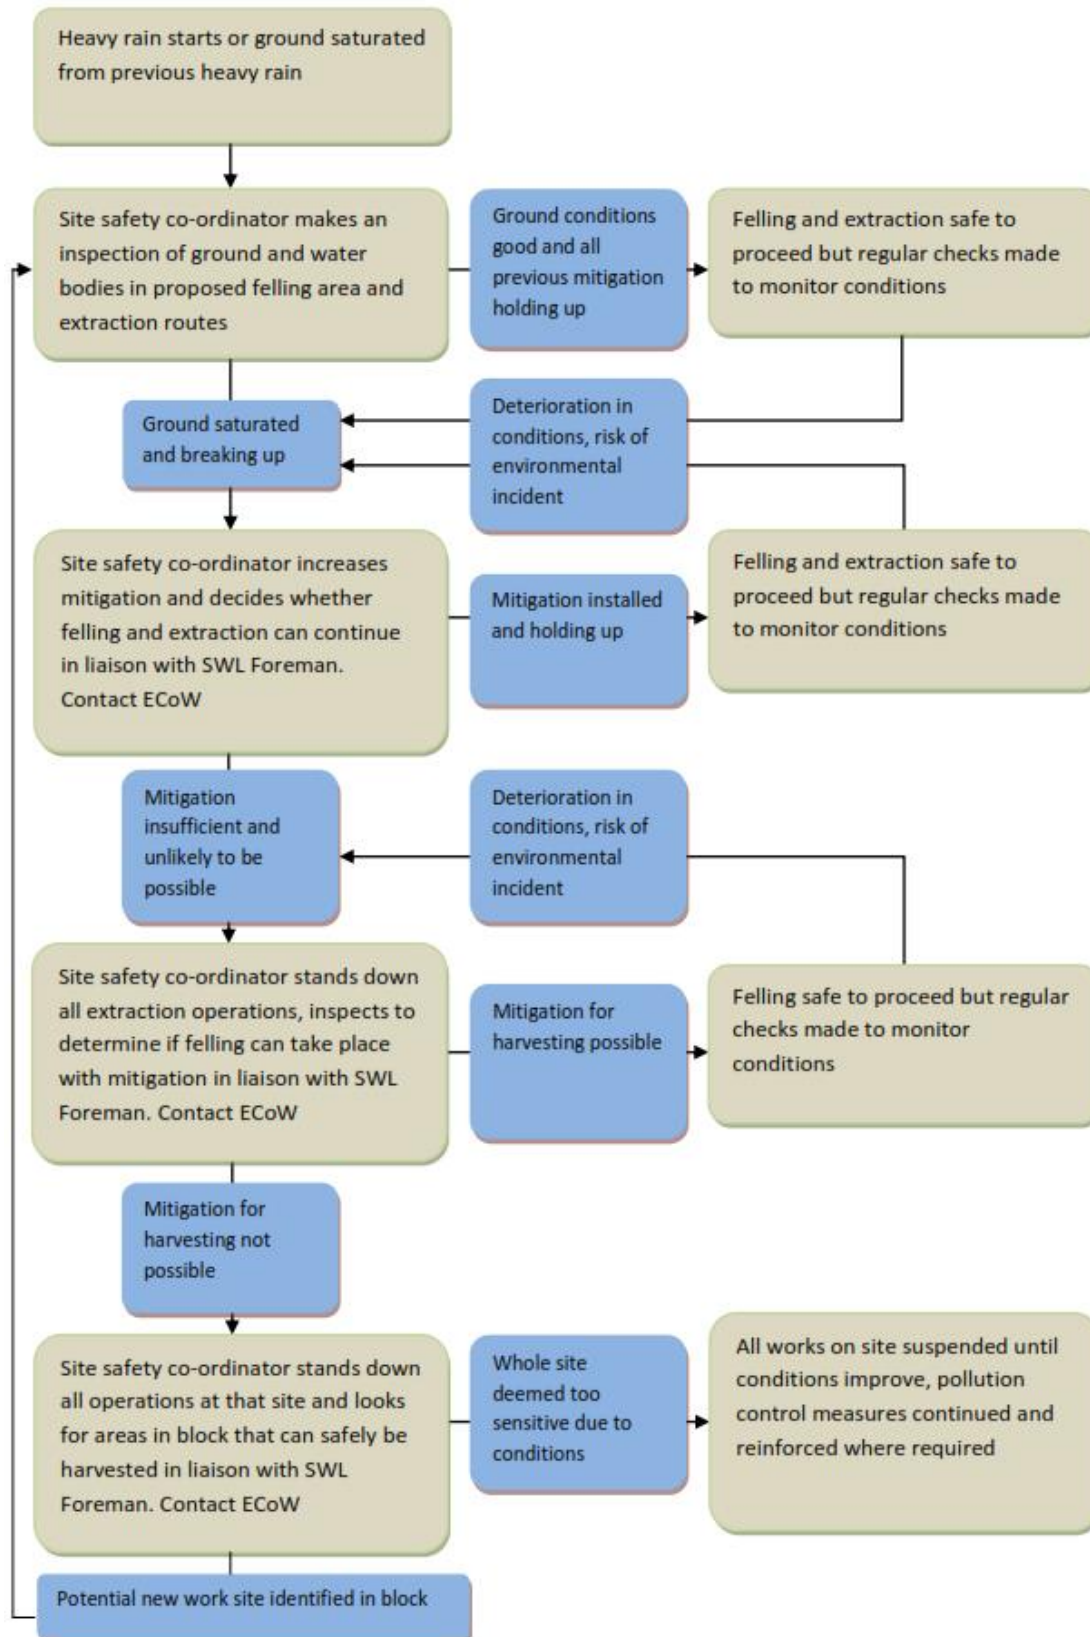 Heavy rain starts or ground saturated
from previous heavy rain
Site safety co-ordinator makes an
inspection of ground and water
bodies in proposed felling area and
extraction routes
Ground conditions
good and all
previous mitigation
holding up
Felling and extraction safe to
proceed but regular checks made
to monitor conditions
Ground saturated
and breaking up
Deterioration in
conditions, risk of
environmental
incident
Site safety co-ordinator increases
mitigation and decides whether
felling and extraction can continue
in liaison with SWL Foreman.
Contact ECoW
Mitigation installed
and holding up
Felling and extraction safe to
proceed but regular checks made
to monitor conditions
Mitigation
insufficient and
unlikely to be
possible
Deterioration in
conditions, risk of
environmental
incident
Site safety co-ordinator stands down
all extraction operations, inspects to
determine if felling can take place
with mitigation in liaison with SWL
Foreman. Contact ECoW
Mitigation for
harvesting possible
Felling safe to proceed but regular
checks made to monitor
conditions
Mitigation for
harvesting not
possible
Site safety co-ordinator stands down
all operations at that site and looks
for areas in block that can safely be
harvested in liaison with SWL
Foreman. Contact ECoW
Whole site
deemed too
sensitive due to
conditions
All works on site suspended until
conditions improve, pollution
control measures continued and
reinforced where required
Potential new work site identified in block